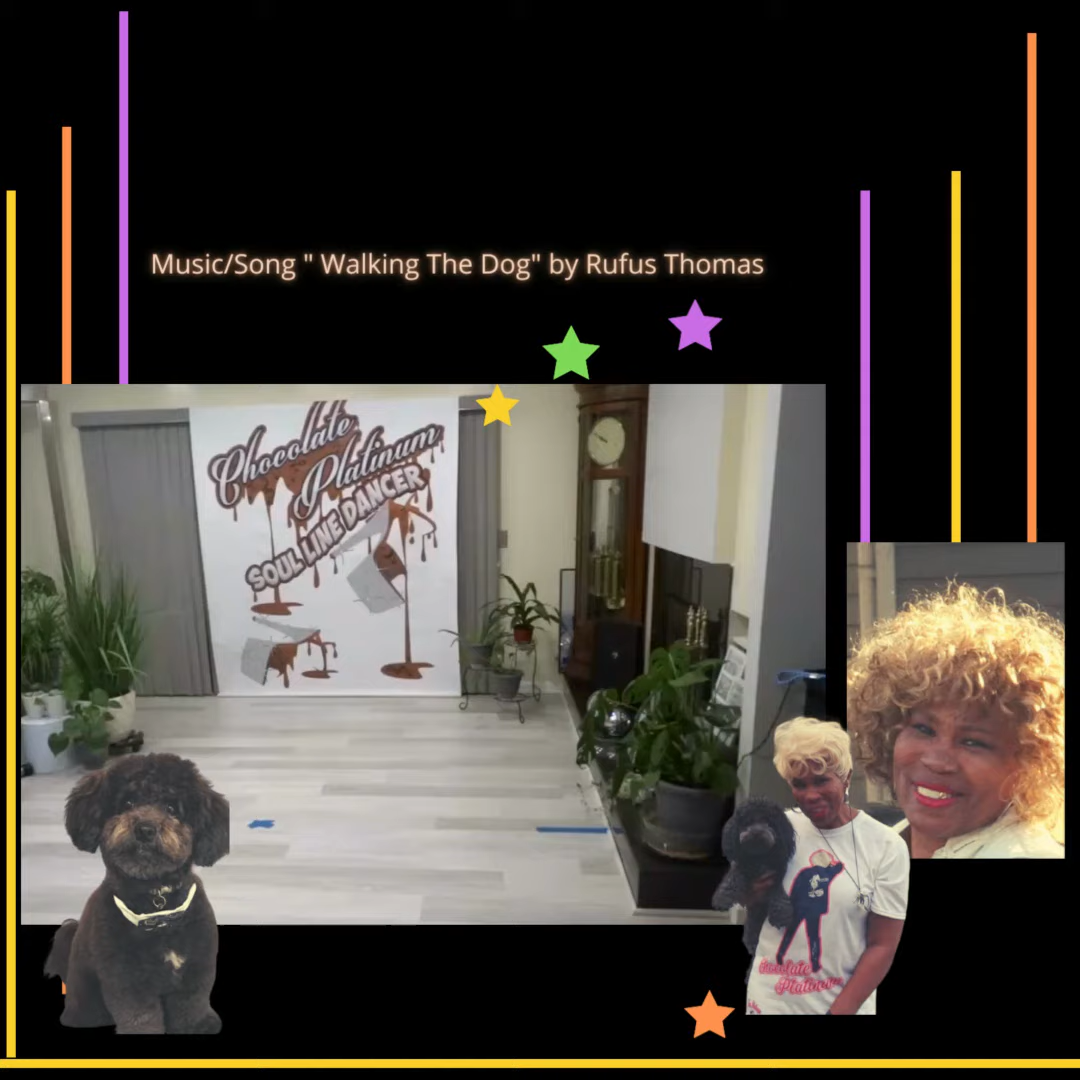 Music/Song " Walking The Dog" by Rufus Thomas
Chocolate
Platinum
SOUL LINE DANCER
Chocolate
Platinum